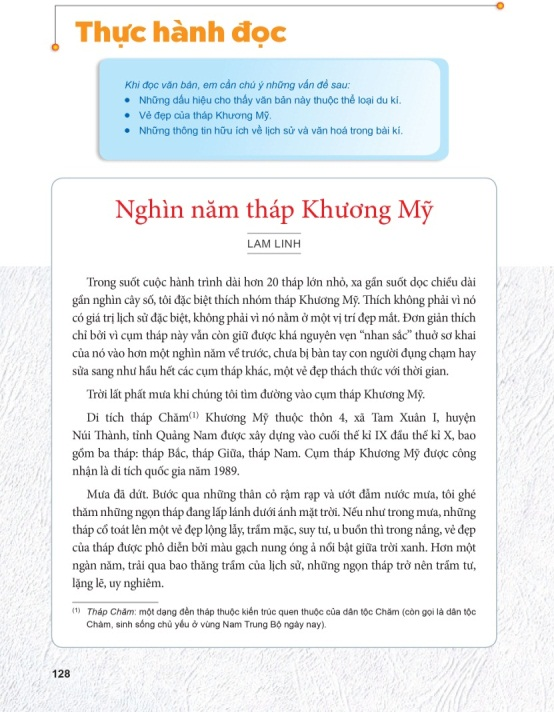 Thực hành đọc
Khi đọc văn bản, em cần chú ý những vấn đề sau:
• Những dấu hiệu cho thấy văn bản này thuộc thể loại du kí.
• Vẻ đẹp của tháp Khương Mỹ.
• Những thông tin hữu ích về lịch sử và văn hoá trong bài kí.
Nghìn năm tháp Khương Mỹ
LAM LINH
Trong suốt cuộc hành trình dài hơn 20 tháp lớn nhỏ, xa gần suốt dọc chiều dài
gần nghìn cây số, tôi đặc biệt thích nhóm tháp Khương Mỹ. Thích không phải vì nó
có giá trị lịch sử đặc biệt, không phải vì nó nằm ở một vị trí đẹp mắt. Đơn giản thích
chỉ bởi vì cụm tháp này vẫn còn giữ được khá nguyên vẹn “nhan sắc” thuở sơ khai
của nó vào hơn một nghìn năm về trước, chưa bị bàn tay con người đụng chạm hay
sửa sang như hầu hết các cụm tháp khác, một vẻ đẹp thách thức với thời gian.
Trời lất phất mưa khi chúng tôi tìm đường vào cụm tháp Khương Mỹ.
Di tích tháp Chăm(1) Khương Mỹ thuộc thôn 4, xã Tam Xuân I, huyện
Núi Thành, tỉnh Quảng Nam được xây dựng vào cuối thế kỉ IX đầu thế kỉ X, bao
gồm ba tháp: tháp Bắc, tháp Giữa, tháp Nam. Cụm tháp Khương Mỹ được công
nhận là di tích quốc gia năm 1989.
Mưa đã dứt. Bước qua những thân cỏ rậm rạp và ướt đẫm nước mưa, tôi ghé
thăm những ngọn tháp đang lấp lánh dưới ánh mặt trời. Nếu như trong mưa, những
tháp cổ toát lên một vẻ đẹp lộng lẫy, trầm mặc, suy tư, u buồn thì trong nắng, vẻ đẹp
của tháp được phô diễn bởi màu gạch nung óng ả nổi bật giữa trời xanh. Hơn một
ngàn năm, trải qua bao thăng trầm của lịch sử, những ngọn tháp trở nên trầm tư,
lặng lẽ, uy nghiêm.
(1) Tháp Chăm: một dạng đền tháp thuộc kiến trúc quen thuộc của dân tộc Chăm (còn gọi là dân tộc
Chàm, sinh sống chủ yếu ở vùng Nam Trung Bộ ngày nay).
128